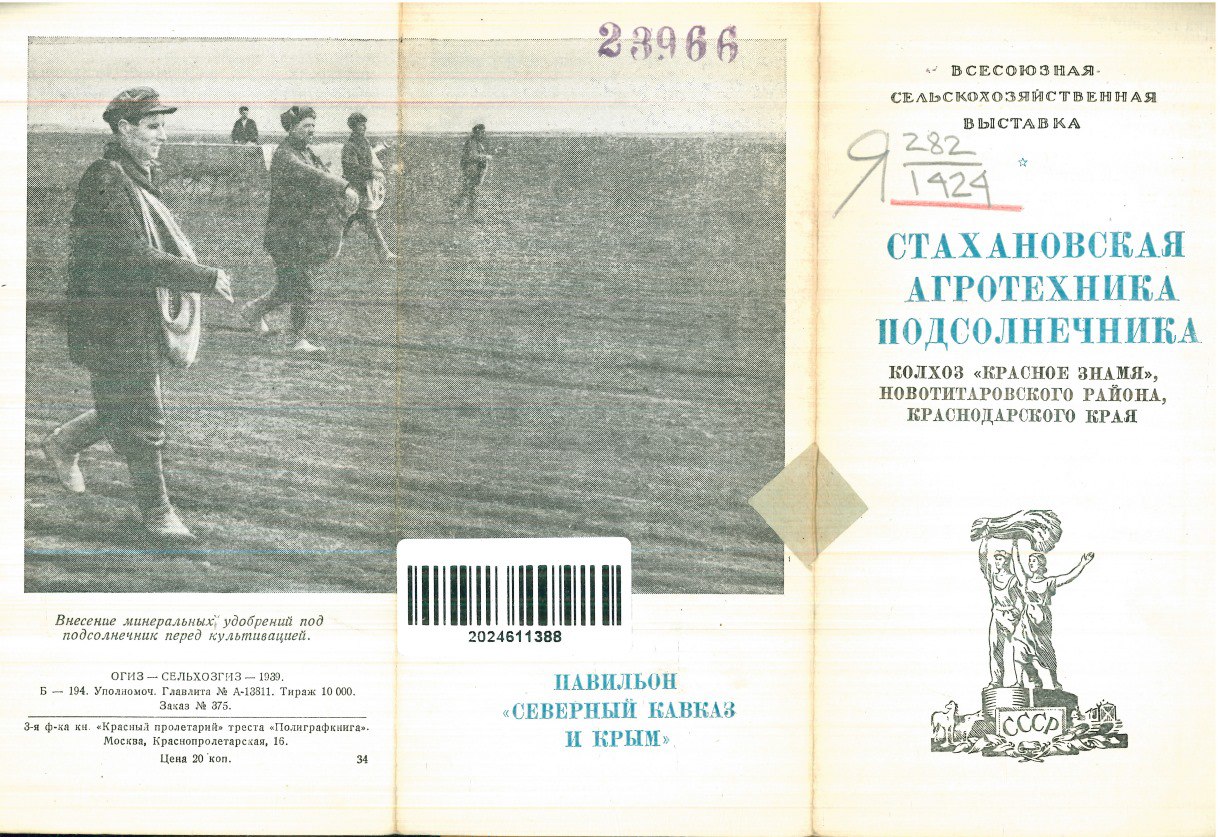 23966
ВСЕСОЮЗНАЯ
СЕЛЬСКОХОЗЯЙСТВЕННАЯ
ВЫСТАВКА
Я 282
1424
СТАХАНОВСКАЯ
АГРОТЕХНИКА
ПОДСОЛНЕЧНИКА
КОЛХОЗ «КРАСНОЕ ЗНАМЯ»,
НОВОТИТАРОВСКОГО РАЙОНА,
КРАСНОДАРСКОГО КРАЯ
СССР
Внесение минеральных удобрений под
подсолнечник перед культивацией.
ОГИЗ — СЕЛЬХОЗГИЗ — 1939.
Б — 194. Уполномоч. Главлита № А-13811. Тираж 10 000.
Заказ № 375.
3-я ф-ка кн. «Красный пролетарий» треста «Полиграфкнига».
Москва, Краснопролетарская, 16.
Цена 20 коп. 34
2024611388
ПАВИЛЬОН
«СЕВЕРНЫЙ КАВКАЗ
И КРЫМ»